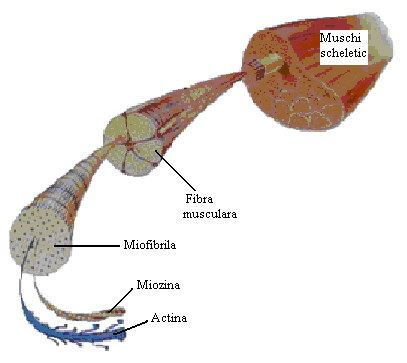 Muschi
scheletic
Fibra
musculara
Miofibrila
Miozina
Actina